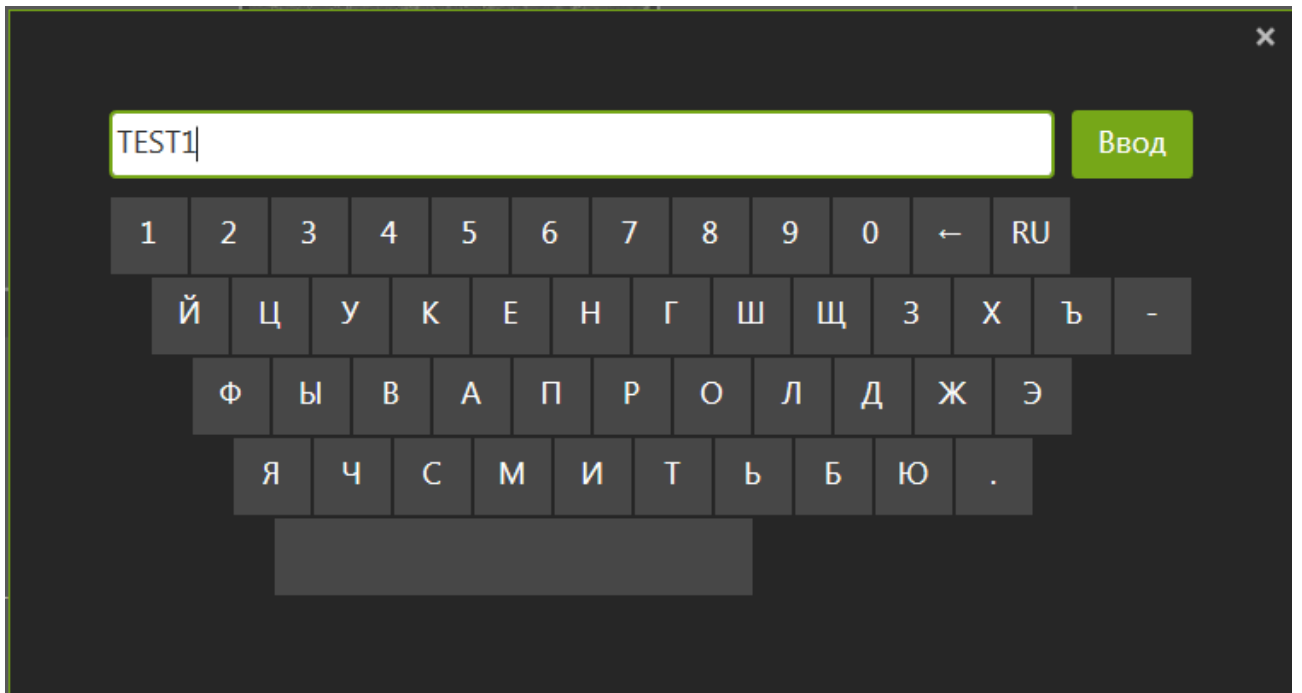 ×
TEST1 Ввод
1 2 3 4 5 6 7 8 9 0 ← RU
Й Ц У К Е Н Г Ш Щ З Х Ъ -
Ф Ы В А П Р О Л Д Ж Э
Я Ч С М И Т Ь Б Ю .